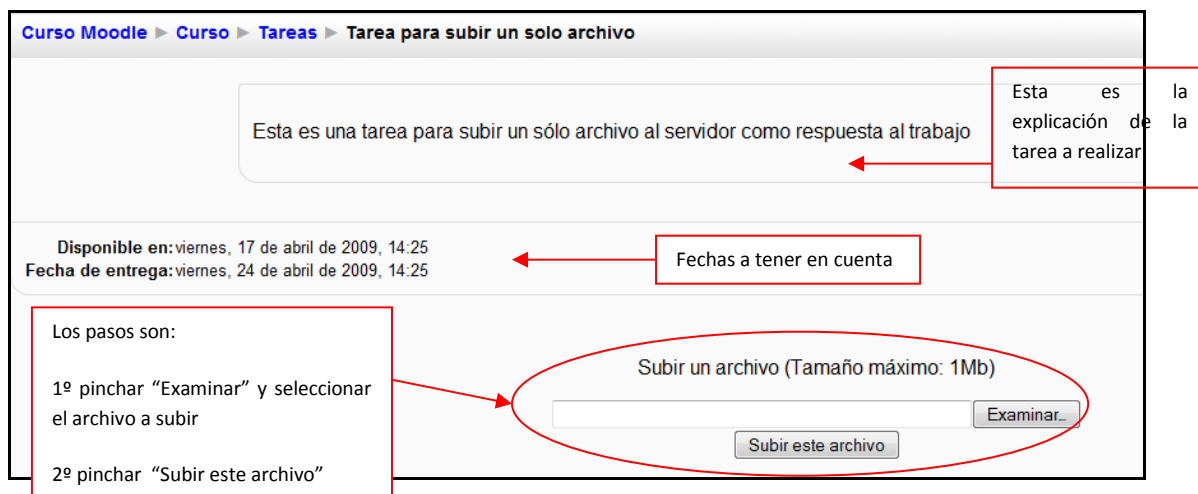 Curso Moodle ► Curso ► Tareas ► Tarea para subir un solo archivo
Esta es la
explicación de la
tarea a realizar
Esta es una tarea para subir un sólo archivo al servidor como respuesta al trabajo
Disponible en: viernes, 17 de abril de 2009, 14:25
Fecha de entrega: viernes, 24 de abril de 2009, 14:25
Fechas a tener en cuenta
Los pasos son:
1º pinchar “Examinar” y seleccionar
el archivo a subir
2º pinchar “Subir este archivo”
Subir un archivo (Tamaño máximo: 1Mb)
Examinar...
Subir este archivo